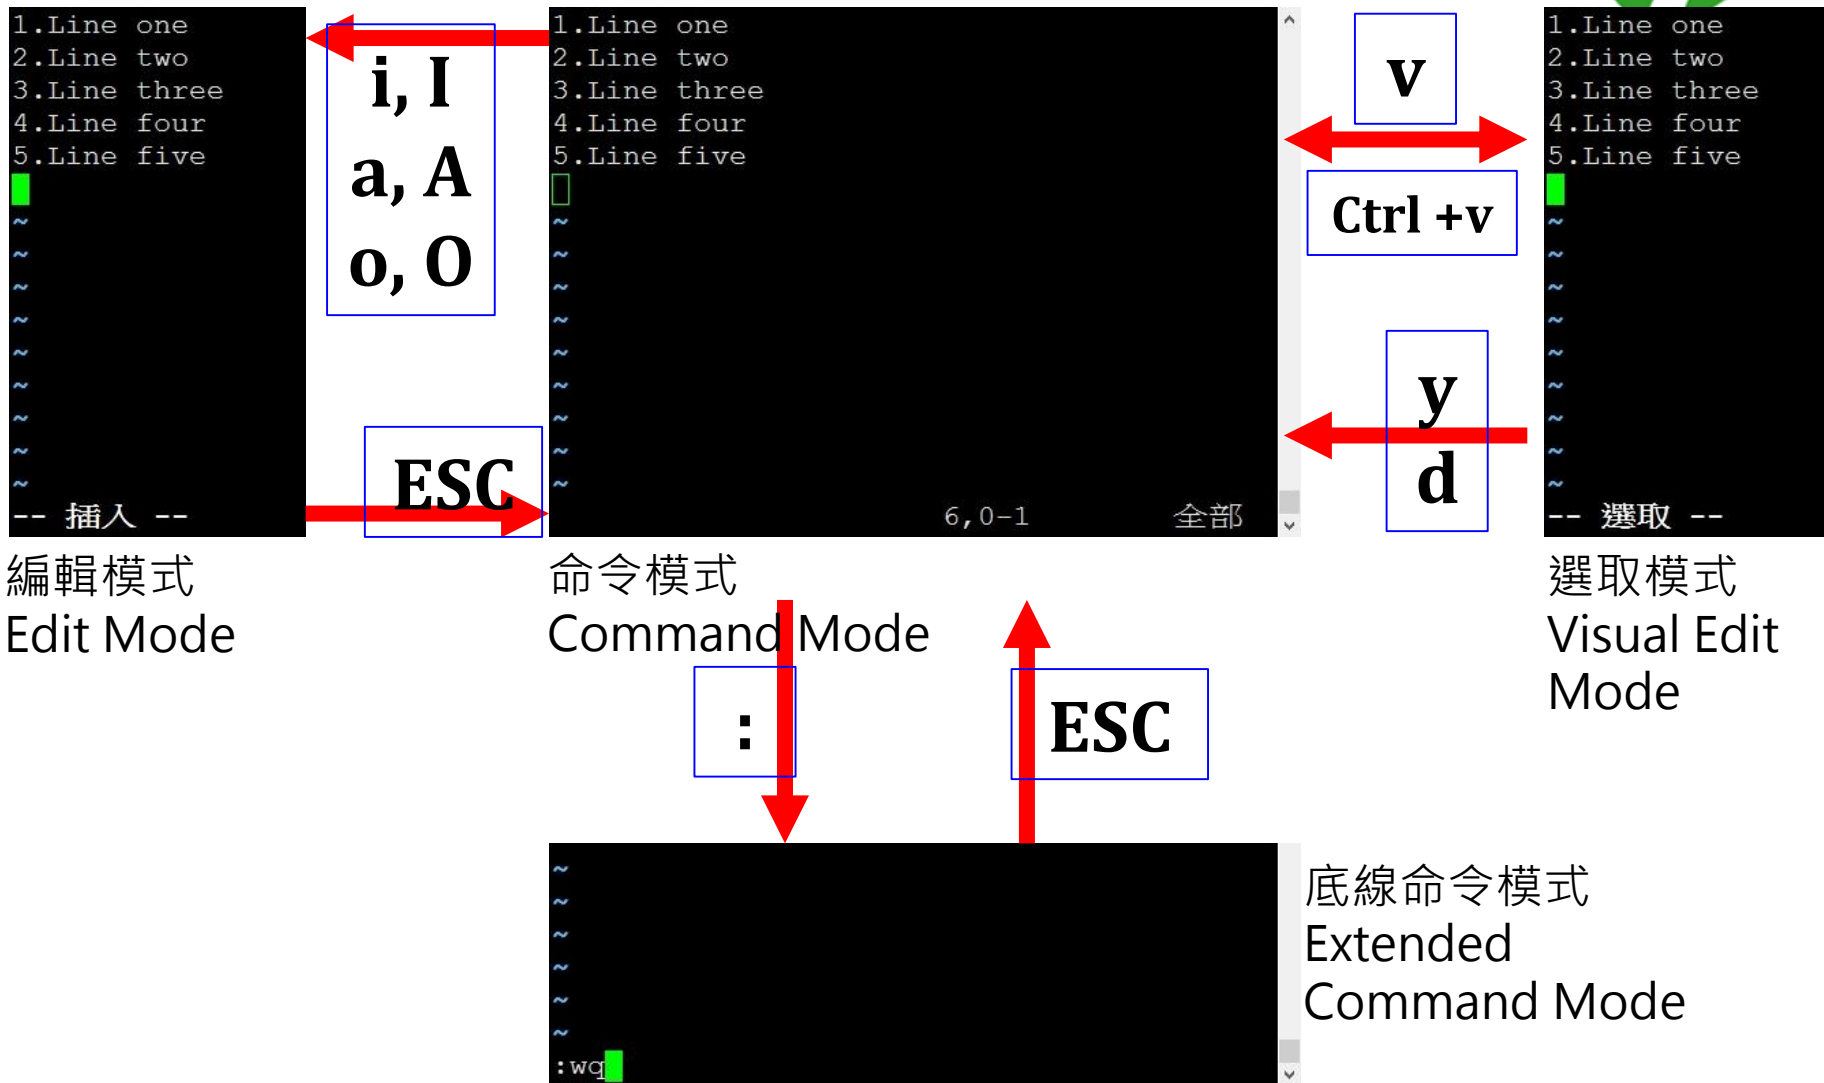 1.Line one
2.Line two
3.Line three
4.Line four
5.Line five
~
~
~
~
~
~
~
~
~
-- 插入 --
編輯模式
Edit Mode
i, I
a, A
o, O
ESC
1.Line one
2.Line two
3.Line three
4.Line four
5.Line five
~
~
~
~
~
~
~
~
~
6,0-1 全部
命令模式
Command Mode
v
Ctrl +v
y
d
1.Line one
2.Line two
3.Line three
4.Line four
5.Line five
~
~
~
~
~
~
~
~
~
-- 選取 --
選取模式
Visual Edit
Mode
:
ESC
~
~
~
~
~
~
:wq
底線命令模式
Extended
Command Mode